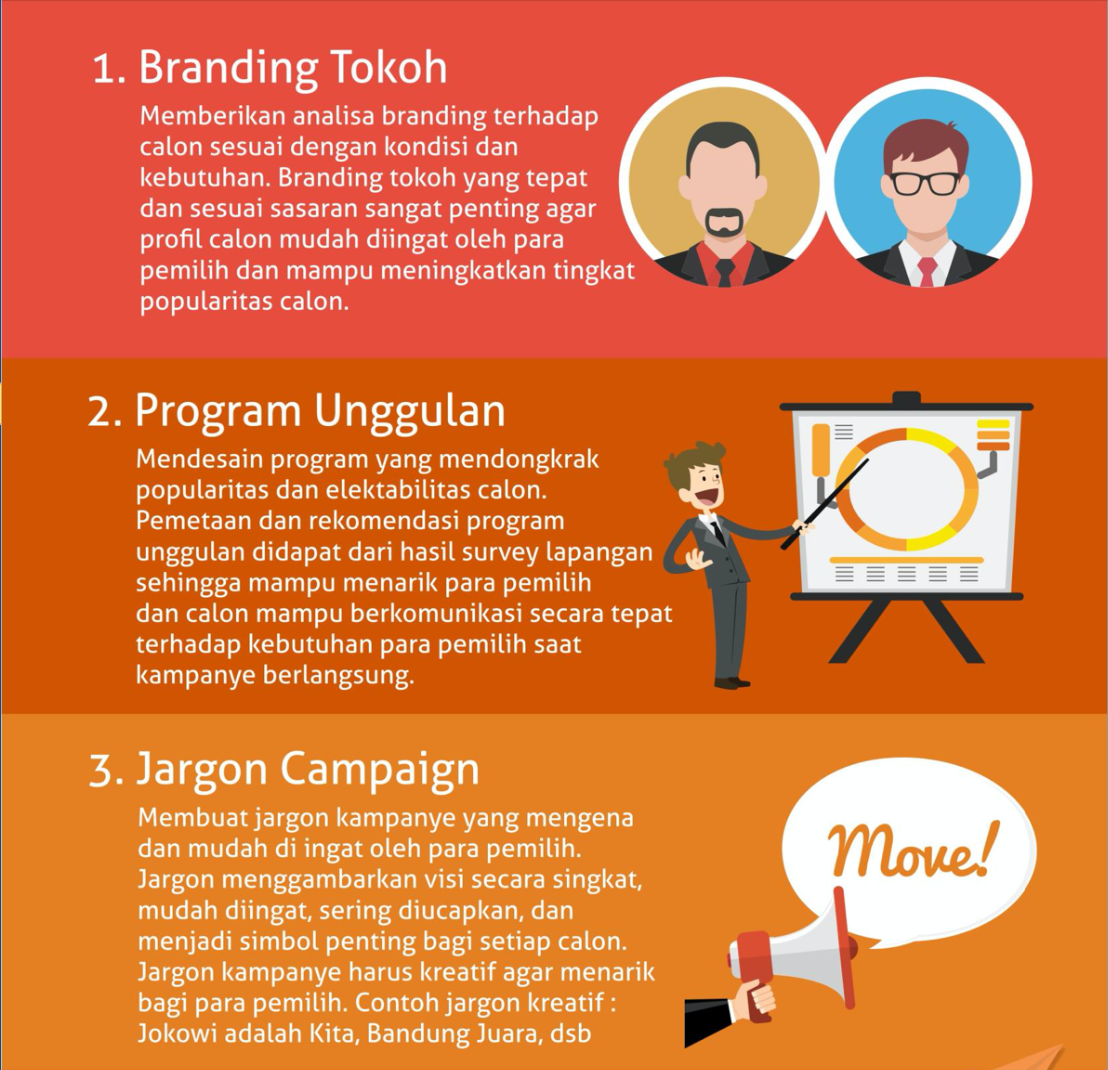 1. Branding Tokoh
Memberikan analisa branding terhadap
calon sesuai dengan kondisi dan
kebutuhan. Branding tokoh yang tepat
dan sesuai sasaran sangat penting agar
profil calon mudah diingat oleh para
pemilih dan mampu meningkatkan tingkat
popularitas calon.
2. Program Unggulan
Mendesain program yang mendongkrak
popularitas dan elektabilitas calon.
Pemetaan dan rekomendasi program
unggulan didapat dari hasil survey lapangan
sehingga mampu menarik para pemilih
dan calon mampu berkomunikasi secara tepat
terhadap kebutuhan para pemilih saat
kampanye berlangsung.
3. Jargon Campaign
Membuat jargon kampanye yang mengena
dan mudah di ingat oleh para pemilih.
Jargon menggambarkan visi secara singkat,
mudah diingat, sering diucapkan, dan
menjadi simbol penting bagi setiap calon.
Jargon kampanye harus kreatif agar menarik
bagi para pemilih. Contoh jargon kreatif :
Jokowi adalah Kita, Bandung Juara, dsb
Move!